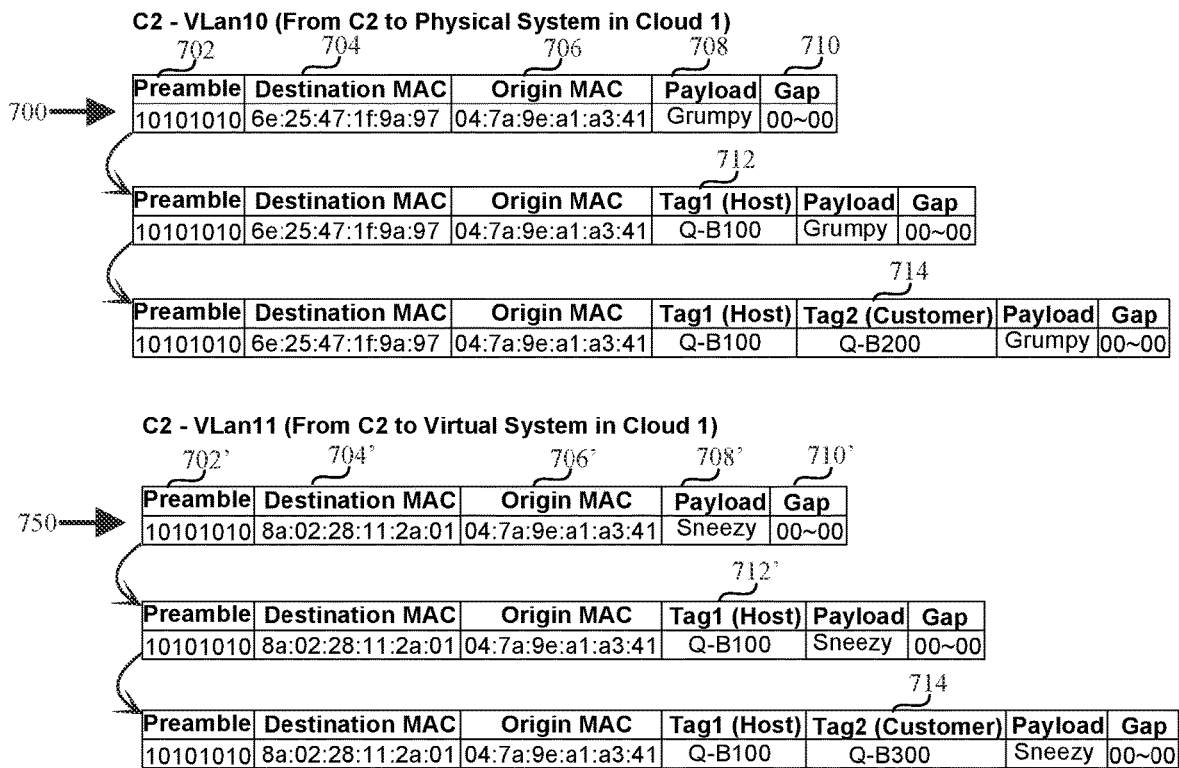 C2 - VLan10 (From C2 to Physical System in Cloud 1)
702 704 706 708 710
Preamble Destination MAC Origin MAC Payload Gap
700 10101010 6e:25:47:1f:9a:97 04:7a:9e:a1:a3:41 Grumpy 00~00
712
Preamble Destination MAC Origin MAC Tag1 (Host) Payload Gap
10101010 6e:25:47:1f:9a:97 04:7a:9e:a1:a3:41 Q-B100 Grumpy 00~00
714
Preamble Destination MAC Origin MAC Tag1 (Host) Tag2 (Customer) Payload Gap
10101010 6e:25:47:1f:9a:97 04:7a:9e:a1:a3:41 Q-B100 Q-B200 Grumpy 00~00
C2 - VLan11 (From C2 to Virtual System in Cloud 1)
702’ 704’ 706’ 708’ 710’
Preamble Destination MAC Origin MAC Payload Gap
750 10101010 8a:02:28:11:2a:01 04:7a:9e:a1:a3:41 Sneezy 00~00
712’
Preamble Destination MAC Origin MAC Tag1 (Host) Payload Gap
10101010 8a:02:28:11:2a:01 04:7a:9e:a1:a3:41 Q-B100 Sneezy 00~00
714
Preamble Destination MAC Origin MAC Tag1 (Host) Tag2 (Customer) Payload Gap
10101010 8a:02:28:11:2a:01 04:7a:9e:a1:a3:41 Q-B100 Q-B300 Sneezy 00~00